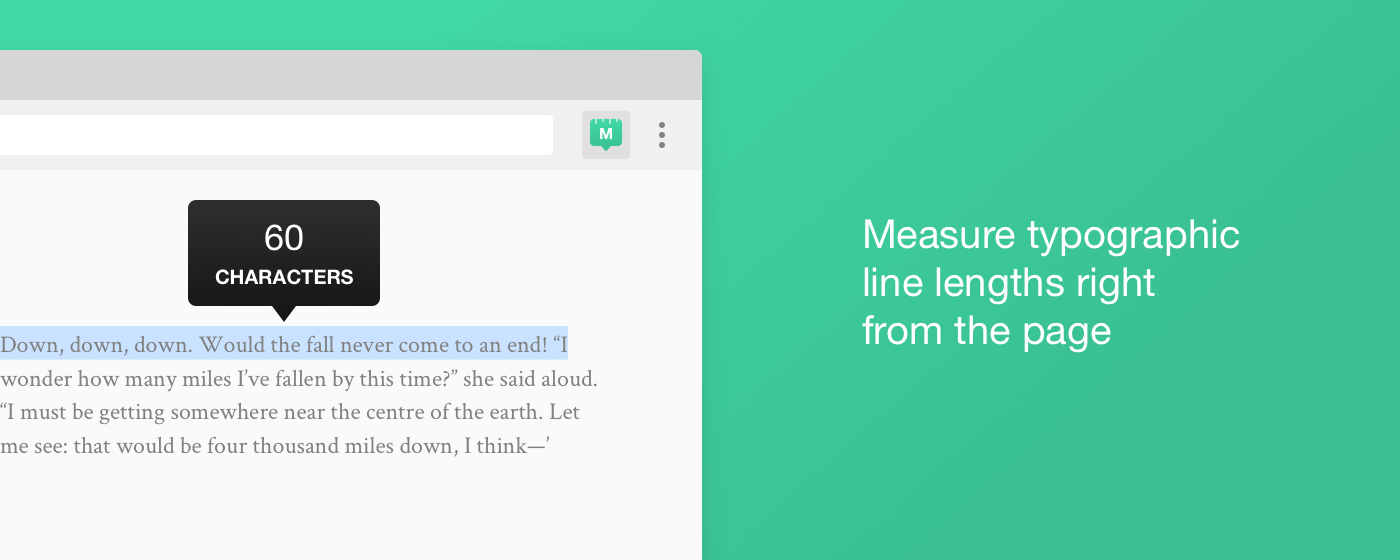 M
60
CHARACTERS
Down, down, down. Would the fall never come to an end! “I
wonder how many miles I’ve fallen by this time?” she said aloud.
“I must be getting somewhere near the centre of the earth. Let
me see: that would be four thousand miles down, I think—’
Measure typographic
line lengths right
from the page